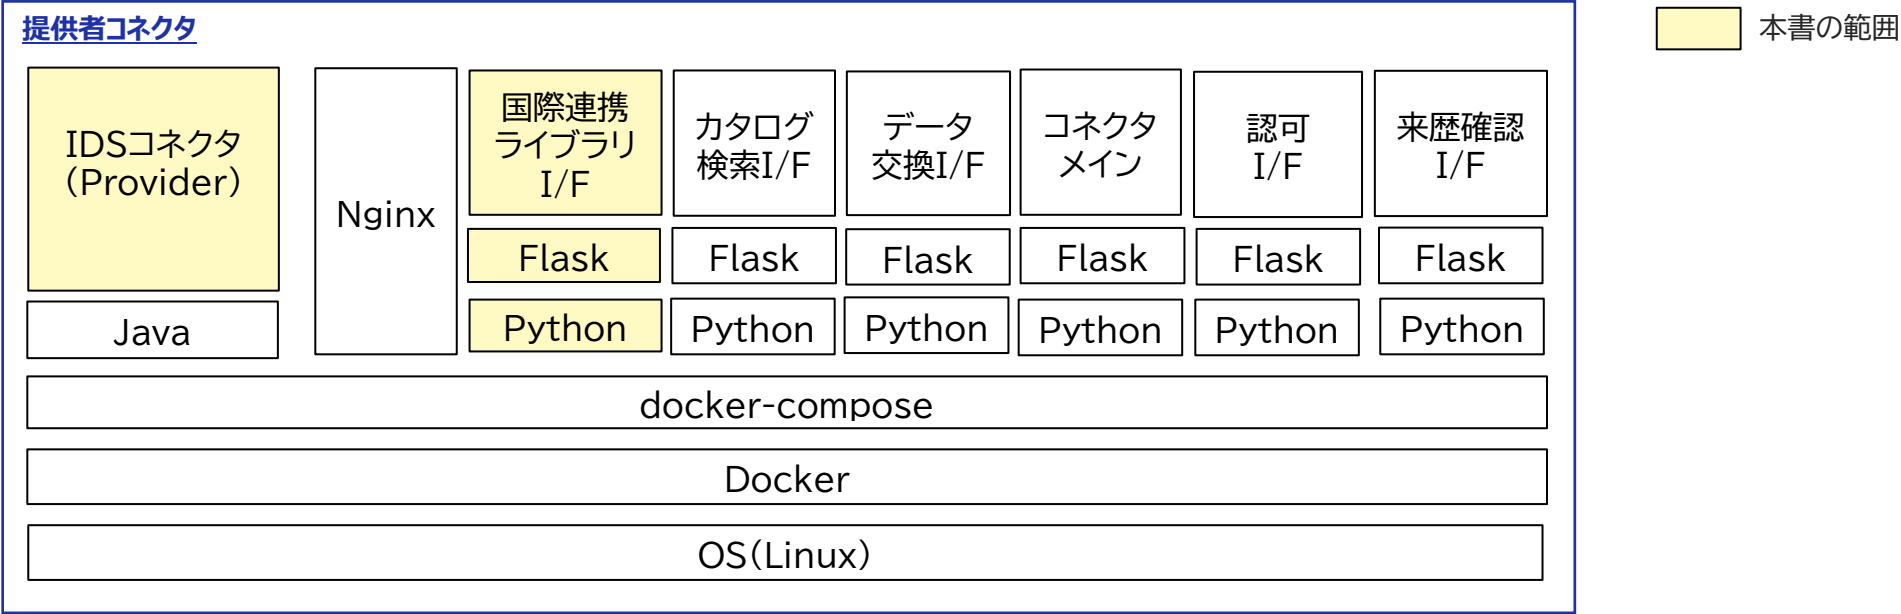 提供者コネクタ
本書の範囲
IDSコネクタ
（Provider）
Java
Nginx
国際連携
ライブラリ
I/F
Flask
Python
カタログ
検索I/F
Flask
Python
データ
交換I/F
Flask
Python
コネクタ
メイン
Flask
Python
認可
I/F
Flask
Python
来歴確認
I/F
Flask
Python
docker-compose
Docker
OS（Linux）